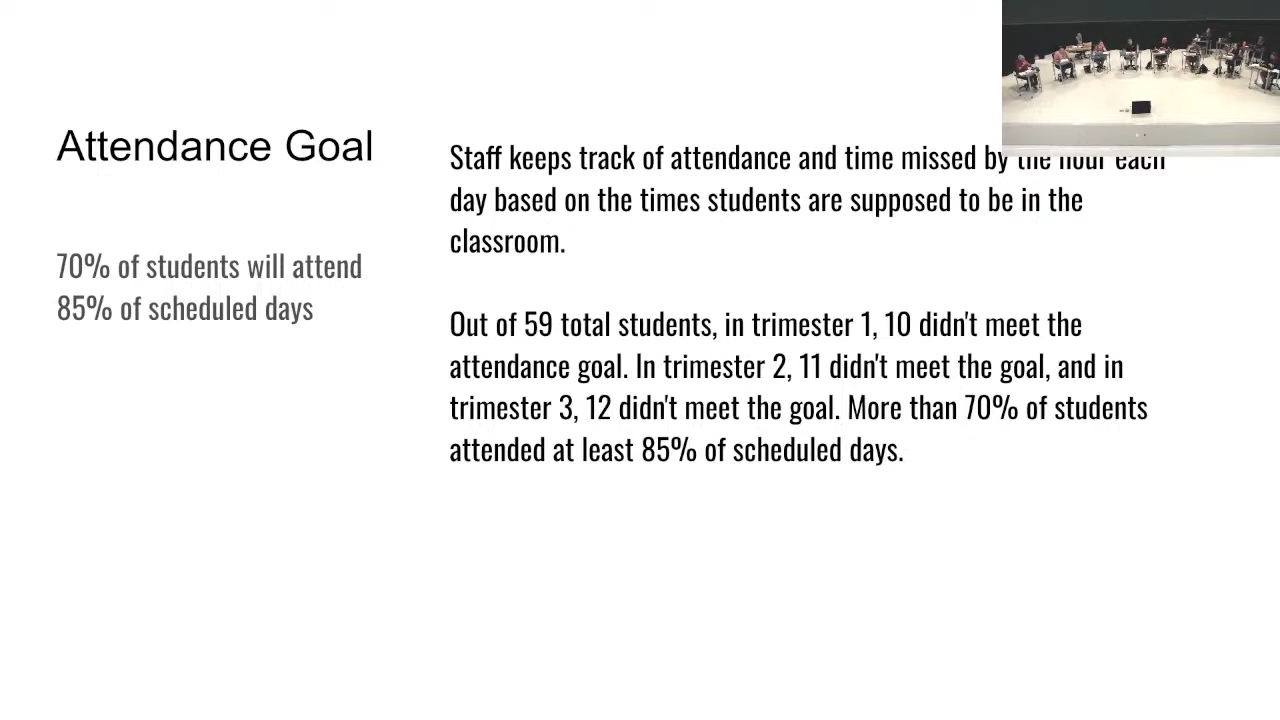 Attendance Goal
70% of students will attend
85% of scheduled days
Staff keeps track of attendance and time missed by the hour each
day based on the times students are supposed to be in the
classroom.
Out of 59 total students, in trimester 1, 10 didn't meet the
attendance goal. In trimester 2, 11 didn't meet the goal, and in
trimester 3, 12 didn't meet the goal. More than 70% of students
attended at least 85% of scheduled days.